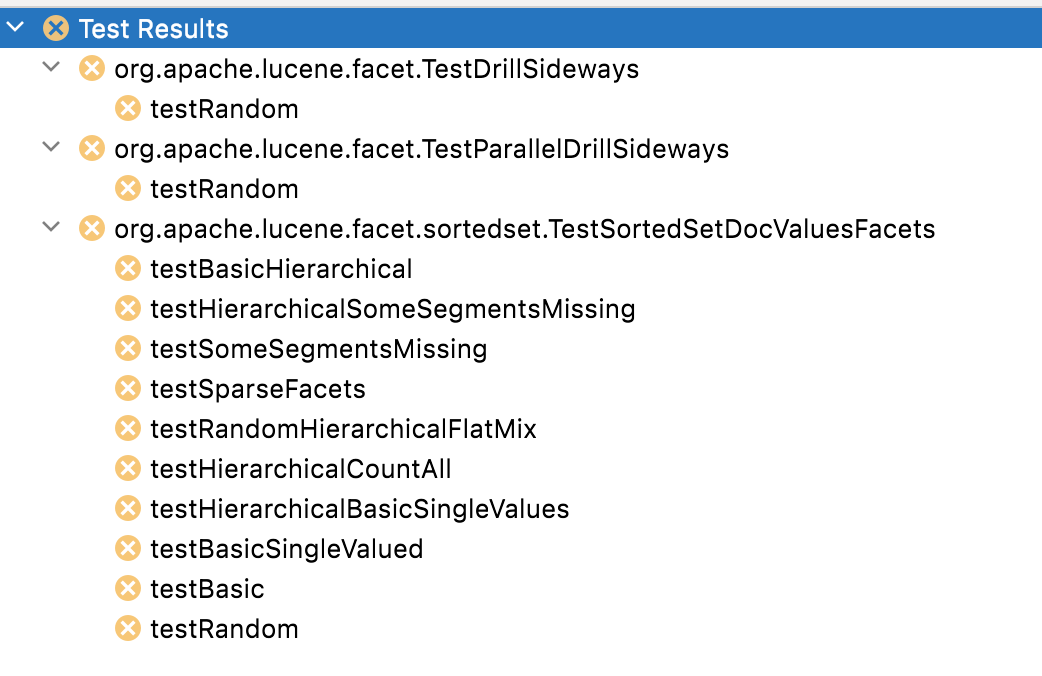 Test Results
org.apache.lucene.facet.TestDrillSideways
testRandom
org.apache.lucene.facet.TestParallelDrillSideways
testRandom
org.apache.lucene.facet.sortedset.TestSortedSetDocValuesFacets
testBasicHierarchical
testHierarchicalSomeSegmentsMissing
testSomeSegmentsMissing
testSparseFacets
testRandomHierarchicalFlatMix
testHierarchicalCountAll
testHierarchicalBasicSingleValues
testBasicSingleValued
testBasic
testRandom